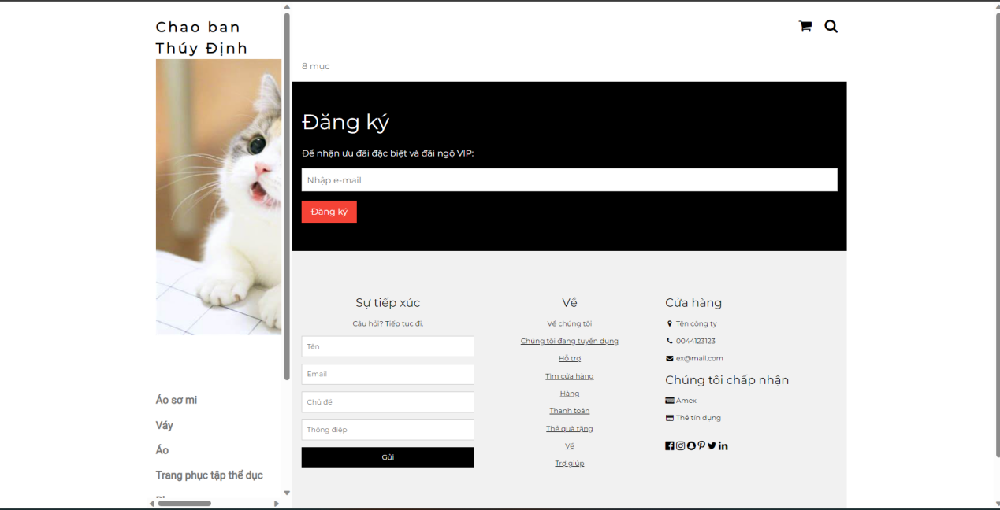 Chao ban
Thúy Định
Áo sơ mi
Váy
Áo
Trang phục tập thể dục
8 mục
Đăng ký
Để nhận ưu đãi đặc biệt và đãi ngộ VIP:
Nhập e-mail
Đăng ký
Sự tiếp xúc
Câu hỏi? Tiếp tục đi.
Tên
Email
Chủ đề
Thông điệp
Gửi
Về
Về chúng tôi
Chúng tôi đang tuyển dụng
Hỗ trợ
Tìm cửa hàng
Hàng
Thanh toán
Thẻ quà tặng
Về
Trợ giúp
Cửa hàng
Tên công ty
0044123123
ex@mail.com
Chúng tôi chấp nhận
Amex
Thẻ tín dụng